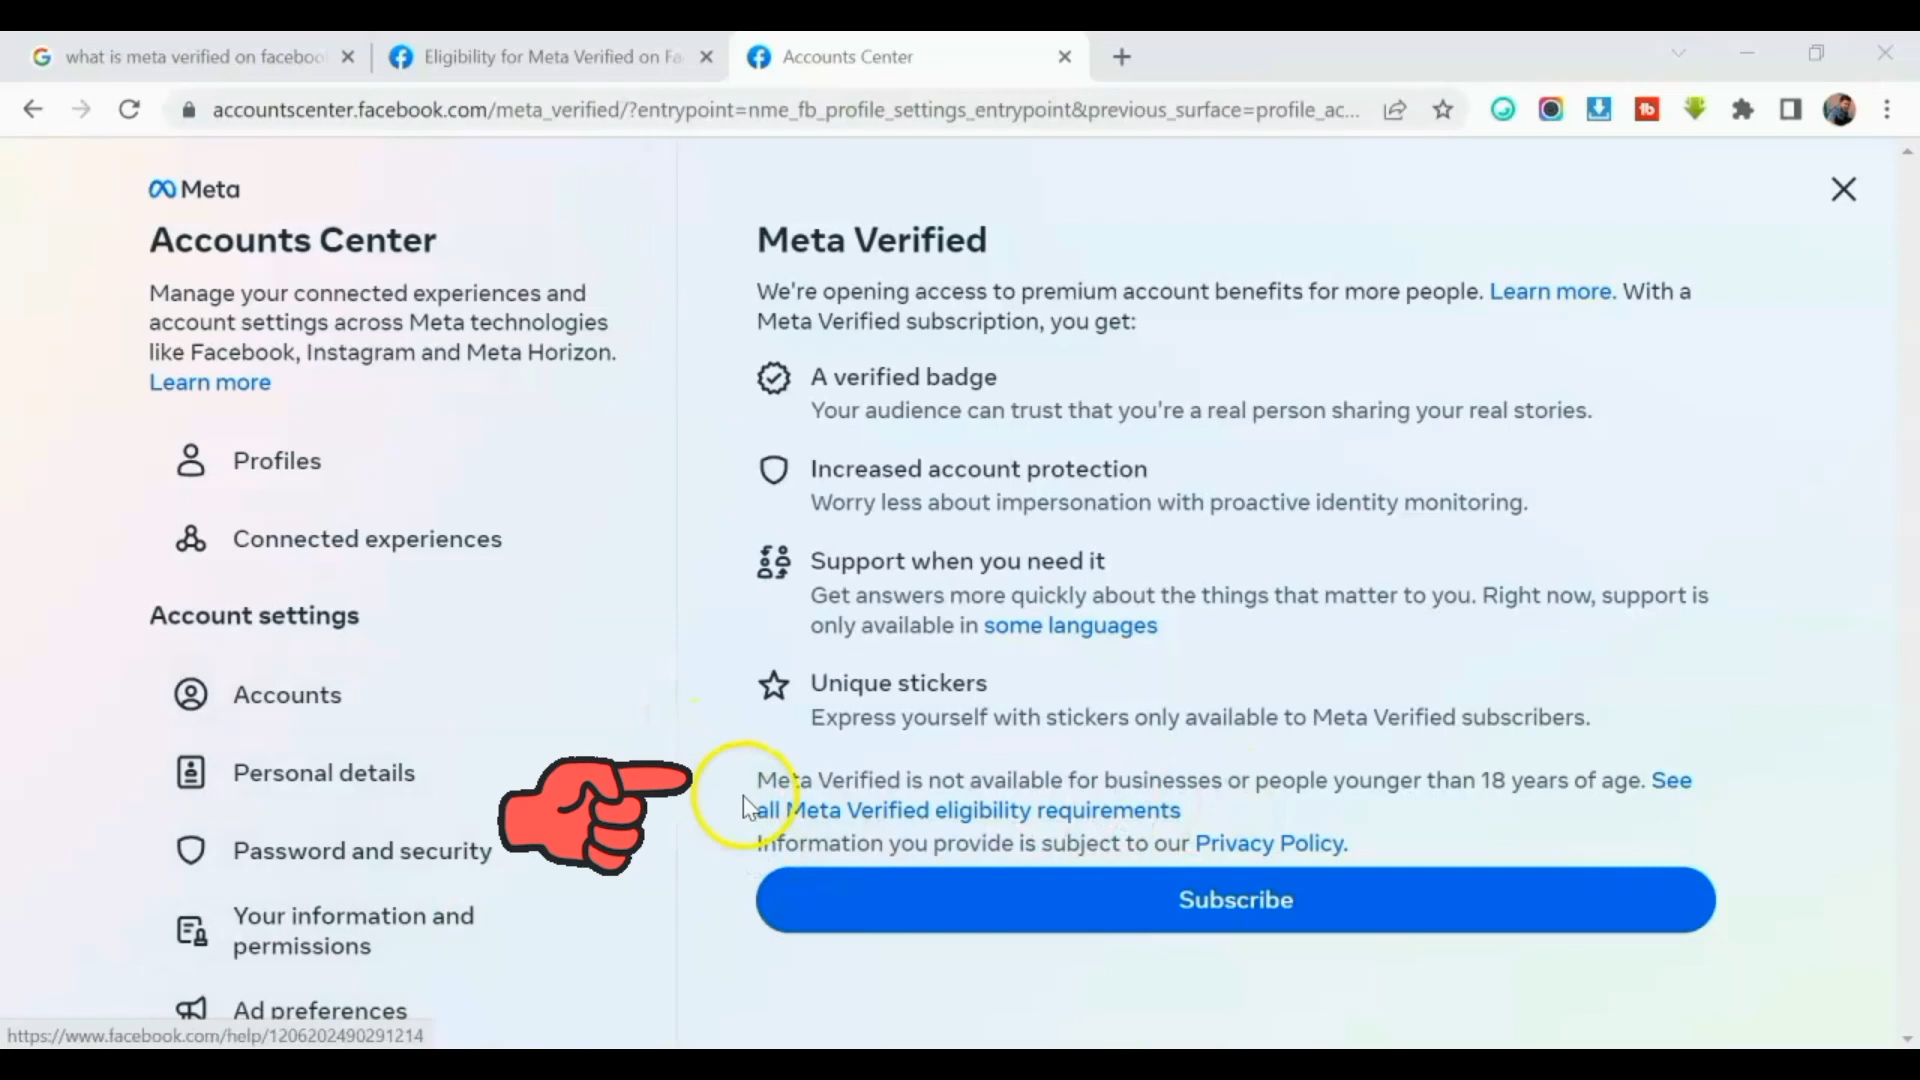 what is meta verified on faceboo
Eligibility for Meta Verified on Fa
Accounts Center
accountscenter.facebook.com/meta_verified/?entrypoint=nme_fb_profile_settings_entrypoint&previous_surface=profile_ac...
Meta
Accounts Center
Manage your connected experiences and
account settings across Meta technologies
like Facebook, Instagram and Meta Horizon.
Learn more
Profiles
Connected experiences
Account settings
Accounts
Personal details
Password and security
Your information and
permissions
Ad preferences
https://www.facebook.com/help/1206202490291214
Meta Verified
We're opening access to premium account benefits for more people. Learn more. With a
Meta Verified subscription, you get:
A verified badge
Your audience can trust that you're a real person sharing your real stories.
Increased account protection
Worry less about impersonation with proactive identity monitoring.
Support when you need it
Get answers more quickly about the things that matter to you. Right now, support is
only available in some languages
Unique stickers
Express yourself with stickers only available to Meta Verified subscribers.
Meta Verified is not available for businesses or people younger than 18 years of age. See
all Meta Verified eligibility requirements
Information you provide is subject to our Privacy Policy.
Subscribe